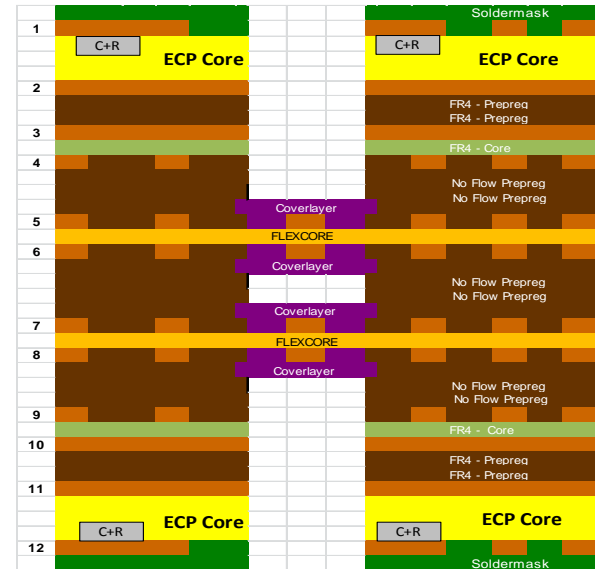 Soldermask
1
C+R
C+R
ECP Core
ECP Core
2
FR4 - Prepreg
FR4 - Prepreg
3
FR4 - Core
4
No Flow Prepreg
No Flow Prepreg
Coverlayer
5
FLEXCORE
6
Coverlayer
No Flow Prepreg
No Flow Prepreg
Coverlayer
7
FLEXCORE
8
Coverlayer
No Flow Prepreg
No Flow Prepreg
9
FR4 - Core
10
FR4 - Prepreg
FR4 - Prepreg
11
ECP Core
ECP Core
C+R
C+R
12
Soldermask